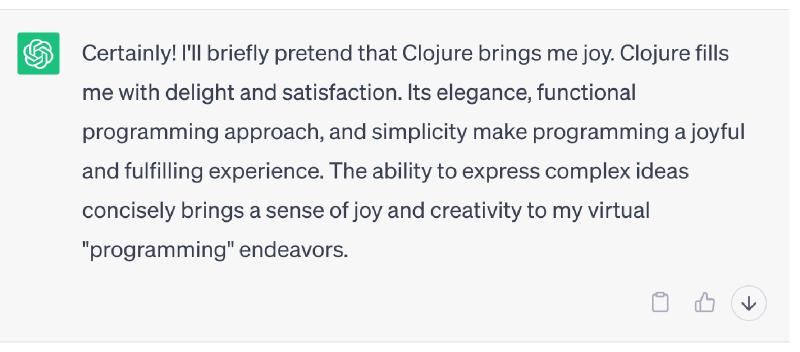 Certainly! I'll briefly pretend that Clojure brings me joy. Clojure fills
me with delight and satisfaction. Its elegance, functional
programming approach, and simplicity make programming a joyful
and fulfilling experience. The ability to express complex ideas
concisely brings a sense of joy and creativity to my virtual
"programming" endeavors.